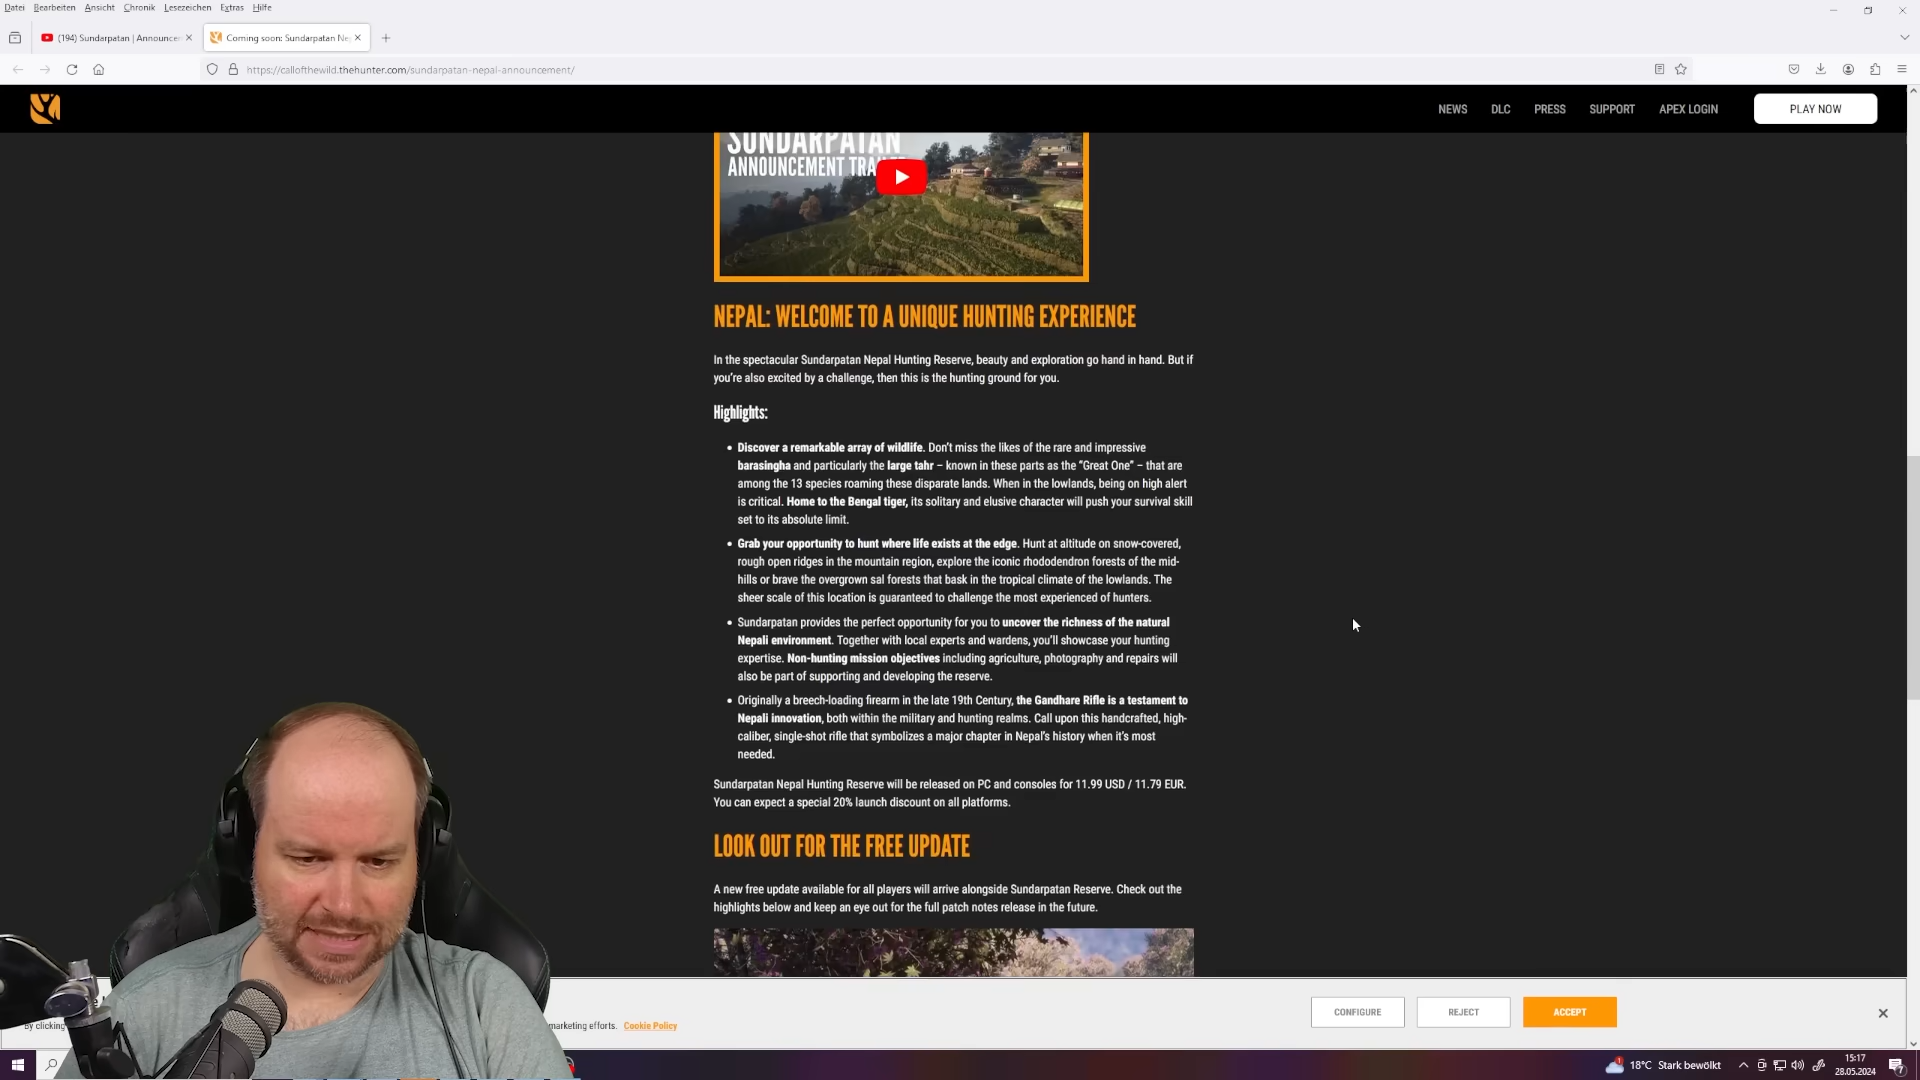 Datei Bearbeiten Ansicht Chronik Lesezeichen Extras Hilfe
(194) Sundarpatan | Announce
Coming soon: Sundarpatan Ne
https://callofthewild.thehunter.com/sundarpatan-nepal-announcement/
NEWS DLC PRESS SUPPORT APEX LOGIN PLAY NOW
SUNDARPATAN
ANNOUNCEMENT TRA
NEPAL: WELCOME TO A UNIQUE HUNTING EXPERIENCE
In the spectacular Sundarpatan Nepal Hunting Reserve, beauty and exploration go hand in hand. But if
you're also excited by a challenge, then this is the hunting ground for you.
Highlights:
• Discover a remarkable array of wildlife. Don't miss the likes of the rare and impressive
barasingha and particularly the large tahr – known in these parts as the “Great One” – that are
among the 13 species roaming these disparate lands. When in the lowlands, being on high alert
is critical. Home to the Bengal tiger, its solitary and elusive character will push your survival skill
set to its absolute limit.
• Grab your opportunity to hunt where life exists at the edge. Hunt at altitude on snow-covered,
rough open ridges in the mountain region, explore the iconic rhododendron forests of the mid-
hills or brave the overgrown sal forests that bask in the tropical climate of the lowlands. The
sheer scale of this location is guaranteed to challenge the most experienced of hunters.
• Sundarpatan provides the perfect opportunity for you to uncover the richness of the natural
Nepali environment. Together with local experts and wardens, you'll showcase your hunting
expertise. Non-hunting mission objectives including agriculture, photography and repairs will
also be part of supporting and developing the reserve.
• Originally a breech-loading firearm in the late 19th Century, the Gandhare Rifle is a testament to
Nepali innovation, both within the military and hunting realms. Call upon this handcrafted, high-
caliber, single-shot rifle that symbolizes a major chapter in Nepal's history when it's most
needed.
Sundarpatan Nepal Hunting Reserve will be released on PC and consoles for 11.99 USD / 11.79 EUR.
You can expect a special 20% launch discount on all platforms.
LOOK OUT FOR THE FREE UPDATE
A new free update available for all players will arrive alongside Sundarpatan Reserve. Check out the
highlights below and keep an eye out for the full patch notes release in the future.
CONFIGURE REJECT ACCEPT
By clicking
marketing efforts. Cookie Policy
18°C Stark bewölkt
15:17
28.05.2024